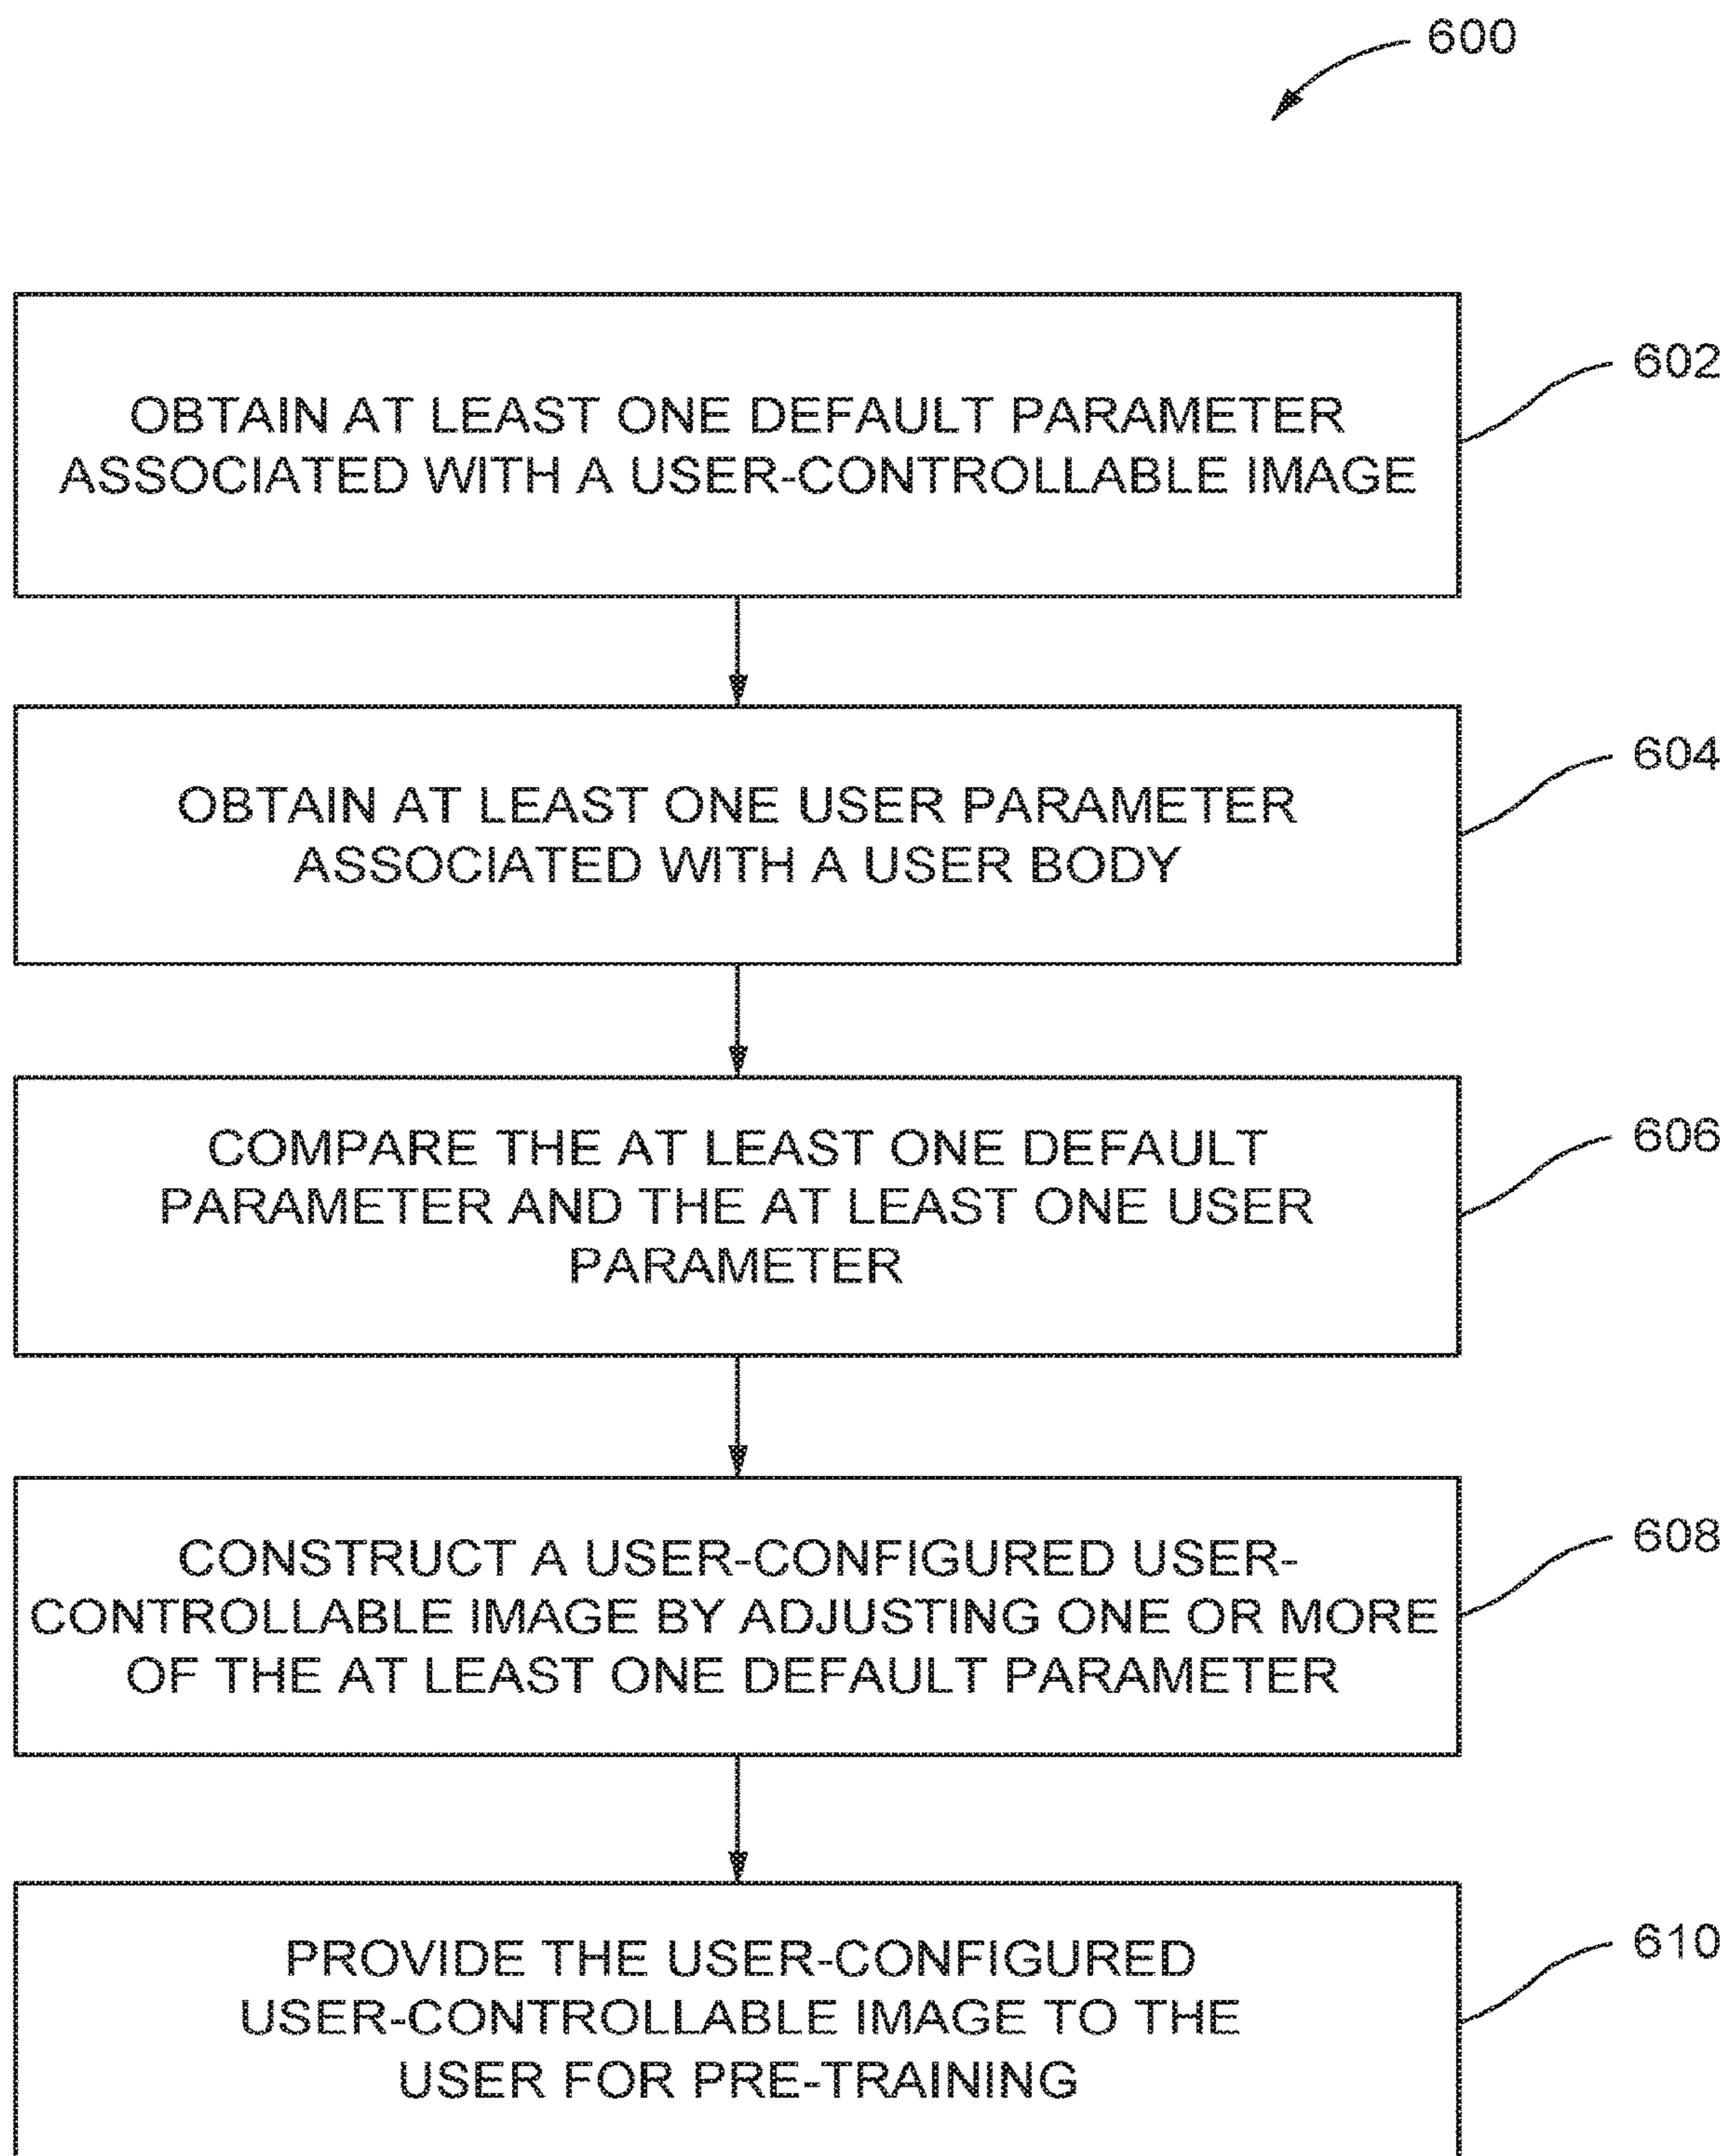 600
OBTAIN AT LEAST ONE DEFAULT PARAMETER
ASSOCIATED WITH A USER-CONTROLLABLE IMAGE
602
OBTAIN AT LEAST ONE USER PARAMETER
ASSOCIATED WITH A USER BODY
604
COMPARE THE AT LEAST ONE DEFAULT
PARAMETER AND THE AT LEAST ONE USER
PARAMETER
606
CONSTRUCT A USER-CONFIGURED USER-
CONTROLLABLE IMAGE BY ADJUSTING ONE OR MORE
OF THE AT LEAST ONE DEFAULT PARAMETER
608
PROVIDE THE USER-CONFIGURED
USER-CONTROLLABLE IMAGE TO THE
USER FOR PRE-TRAINING
610